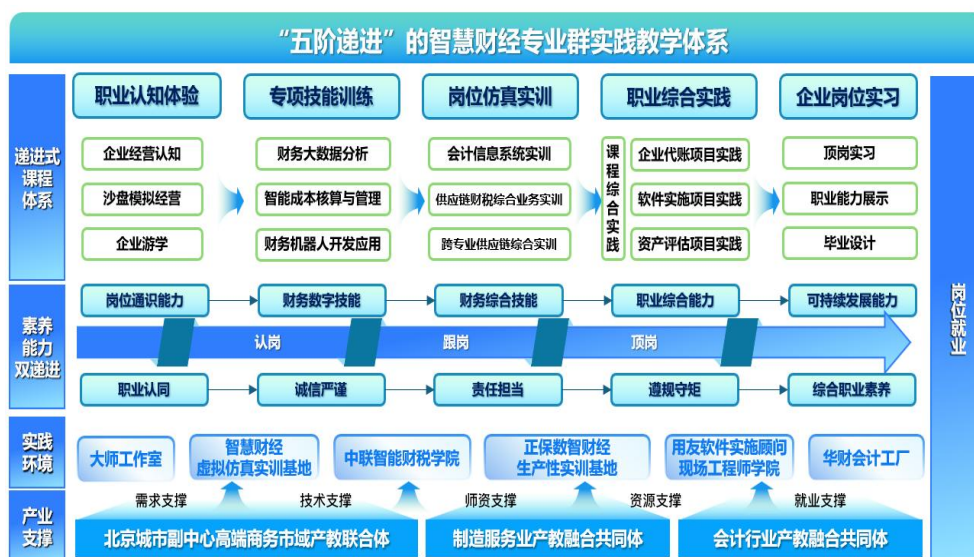 “五阶递进”的智慧财经专业群实践教学体系
职业认知体验
专项技能训练
岗位仿真实训
职业综合实践
企业岗位实习
递进式
课程
体系
企业经营认知
沙盘模拟经营
企业游学
财务大数据分析
智能成本核算与管理
财务机器人开发应用
会计信息系统实训
供应链财税综合业务实训
跨专业供应链综合实训
课程综合实践
企业代账项目实践
软件实施项目实践
资产评估项目实践
顶岗实习
职业能力展示
毕业设计
素养
能力
双递进
岗位通识能力
财务数字技能
财务综合技能
职业综合能力
可持续发展能力
认岗
跟岗
顶岗
职业认同
诚信严谨
责任担当
遵规守矩
综合职业素养
岗位就业
实践
环境
大师工作室
智慧财经
虚拟仿真实训基地
中联智能财税学院
正保数智财经
生产性实训基地
用友软件实施顾问
现场工程师学院
华财会计工厂
产业
支撑
需求支撑
技术支撑
师资支撑
资源支撑
就业支撑
北京城市副中心高端商务市域产教联合体
制造服务业产教融合共同体
会计行业产教融合共同体